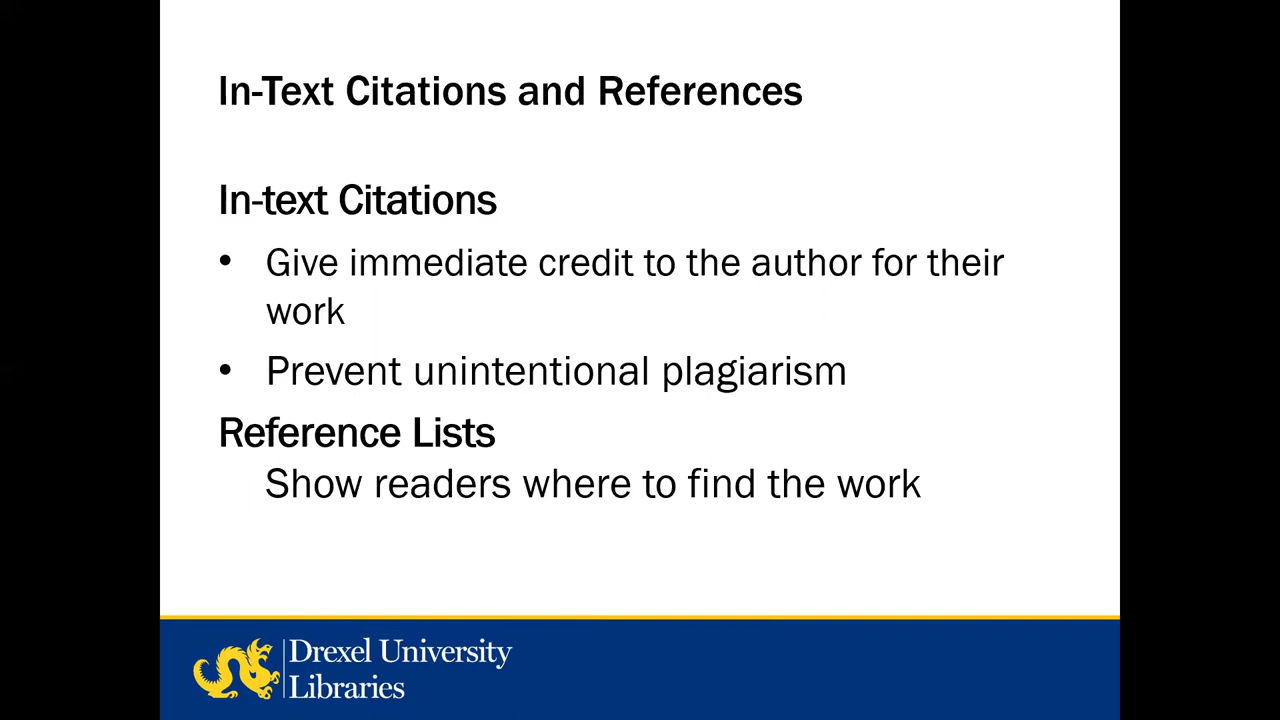 In-Text Citations and References
In-text Citations
• Give immediate credit to the author for their
work
• Prevent unintentional plagiarism
Reference Lists
Show readers where to find the work
Drexel University
Libraries